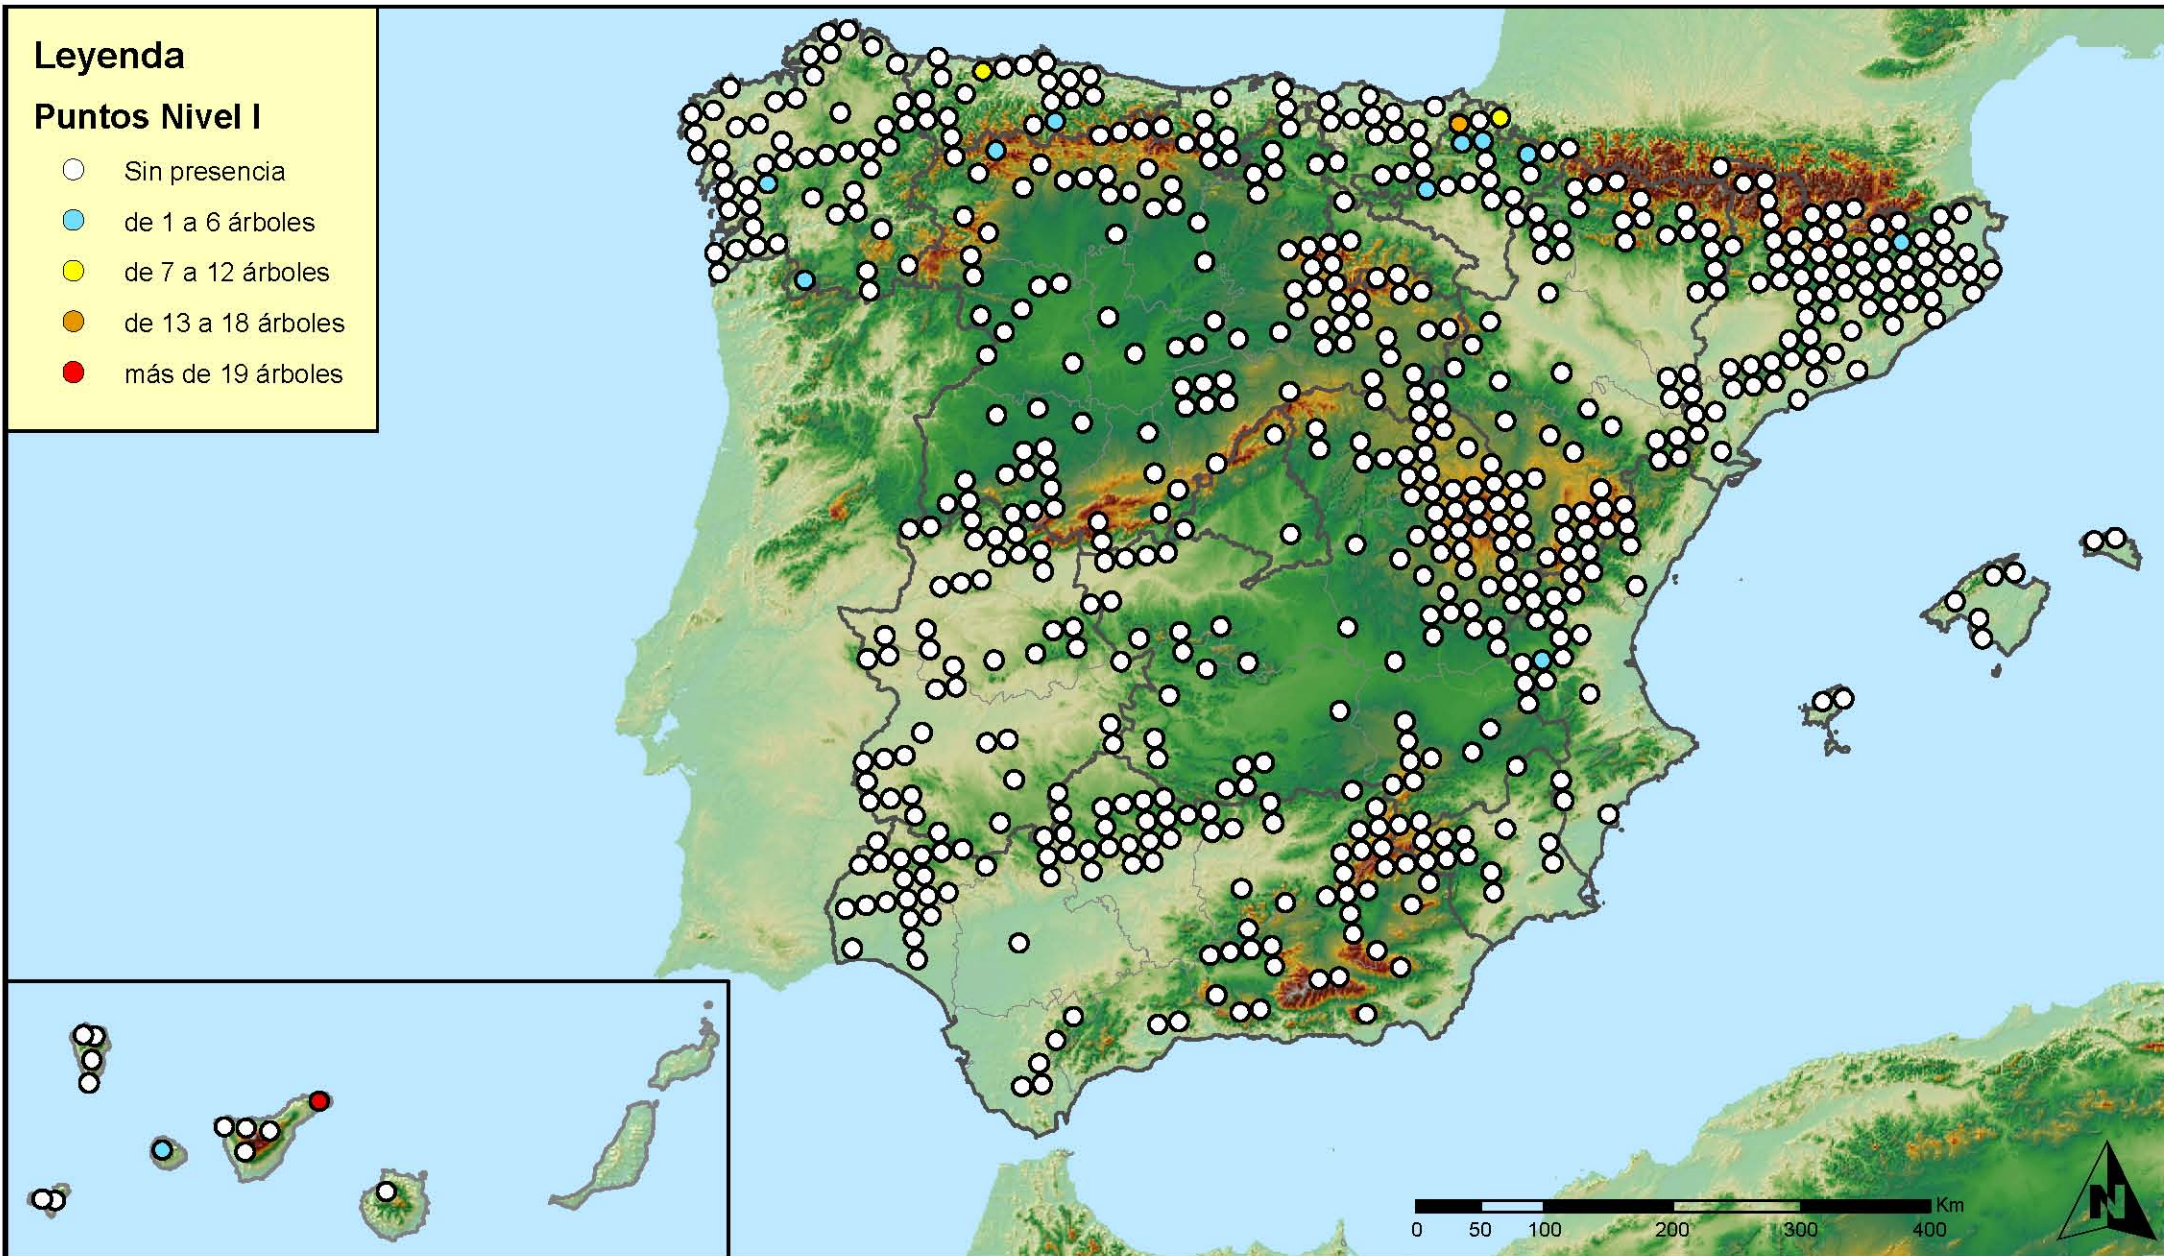 Leyenda
Puntos Nivel I
Sin presencia
de 1 a 6 árboles
de 7 a 12 árboles
de 13 a 18 árboles
más de 19 árboles
Km
0 50 100 200 300 400
N